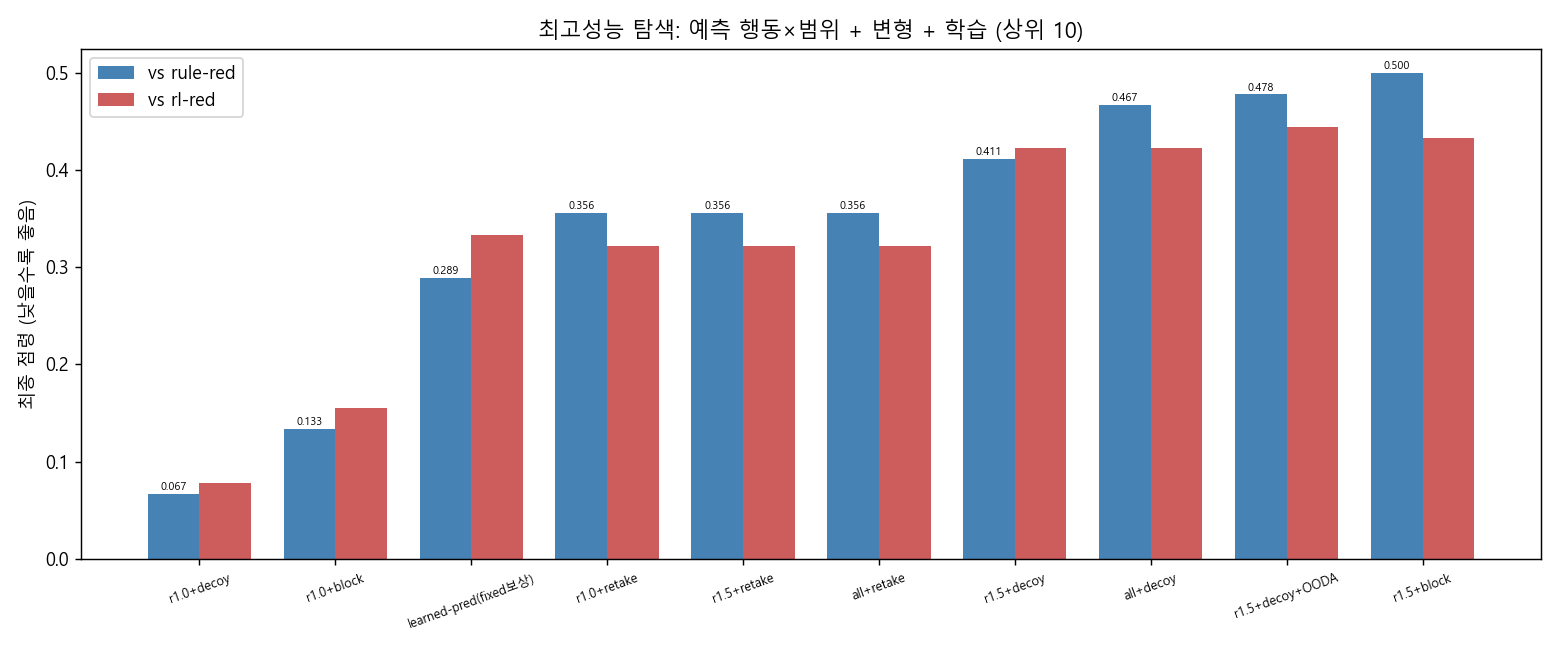 최고성능 탐색: 예측 행동×범위 + 변형 + 학습 (상위 10)
vs rule-red
vs rl-red
최종 점령 (낮을수록 좋음)
0.5
0.4
0.3
0.2
0.1
0.0
0.067
0.133
0.289
0.356
0.356
0.356
0.411
0.467
0.478
0.500
r1.0+decoy
r1.0+block
learned-pred(fixed보상)
r1.0+retake
r1.5+retake
all+retake
r1.5+decoy
all+decoy
r1.5+decoy+OODA
r1.5+block